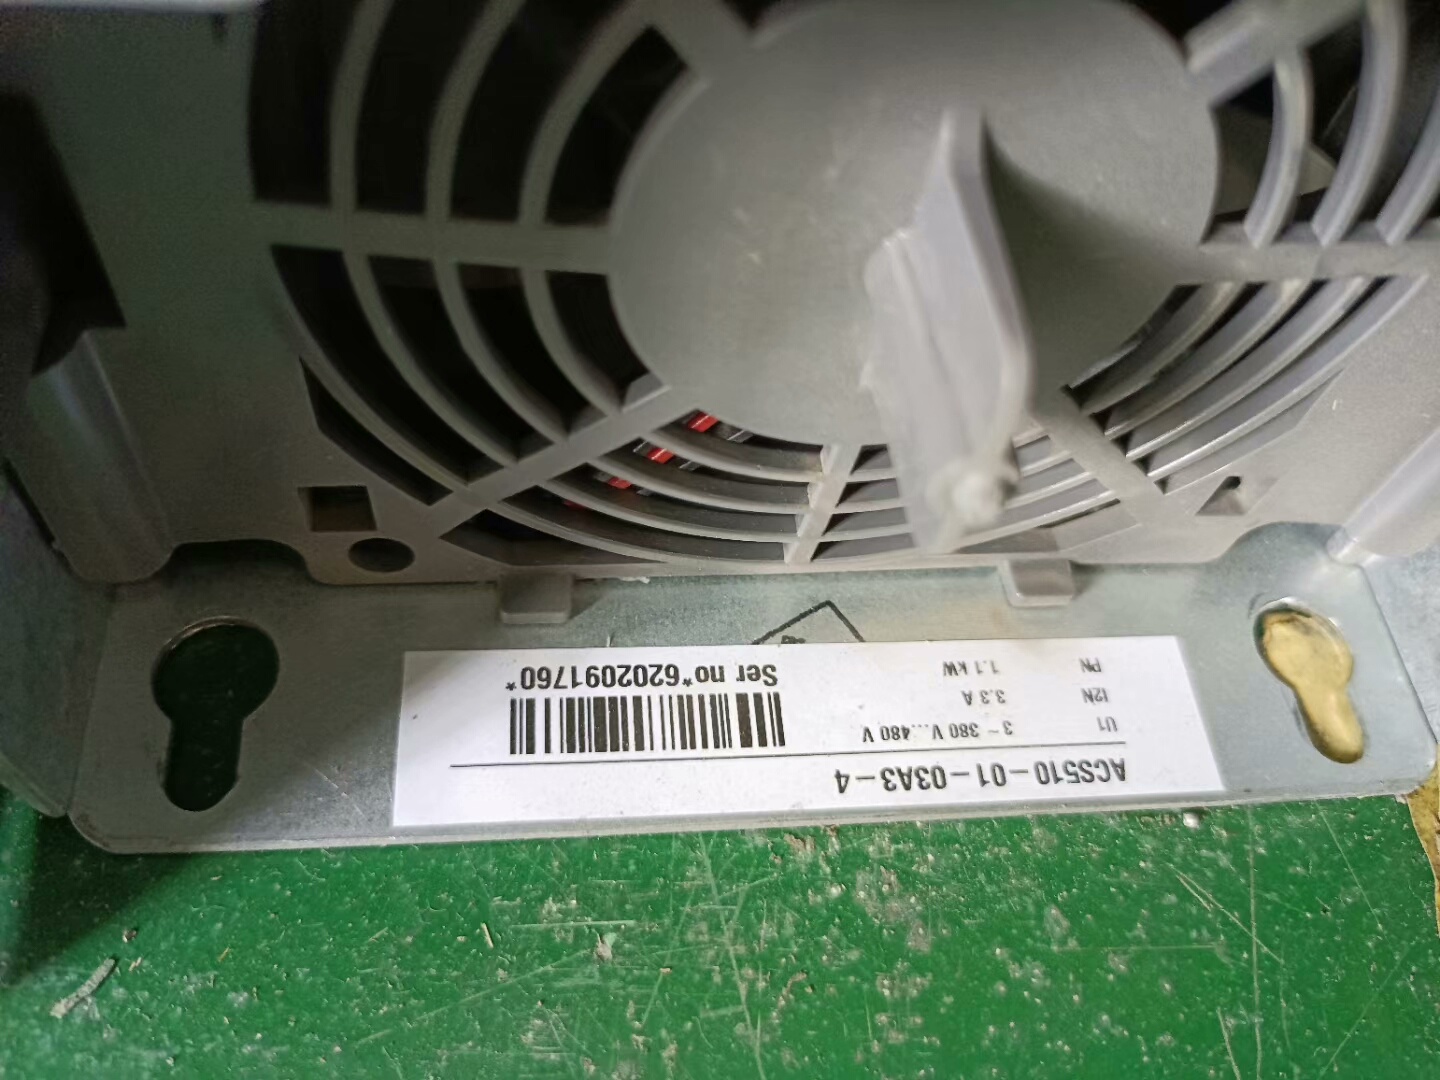 ACS510-01-03A3-4
U1 3~ 380 V...480 V
I2N 3.3 A
PN 1.1 kW
Ser no*6202091760*